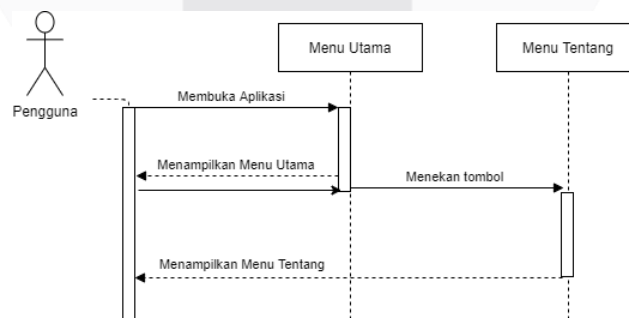 Menu Utama
Menu Tentang
Pengguna
Membuka Aplikasi
Menampilkan Menu Utama
Menekan tombol
Menampilkan Menu Tentang